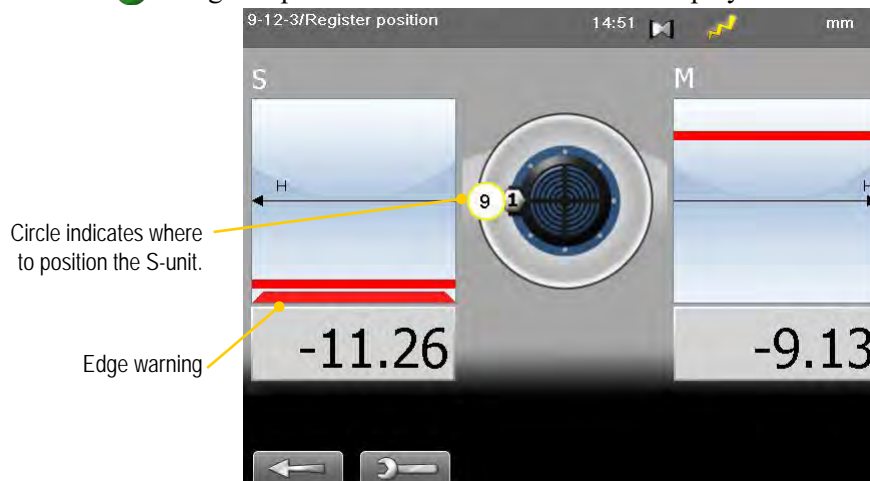 9-12-3/Register position 14:51 mm
S M
H H
9 1
Circle indicates where
to position the S-unit.
Edge warning
-11.26 -9.13